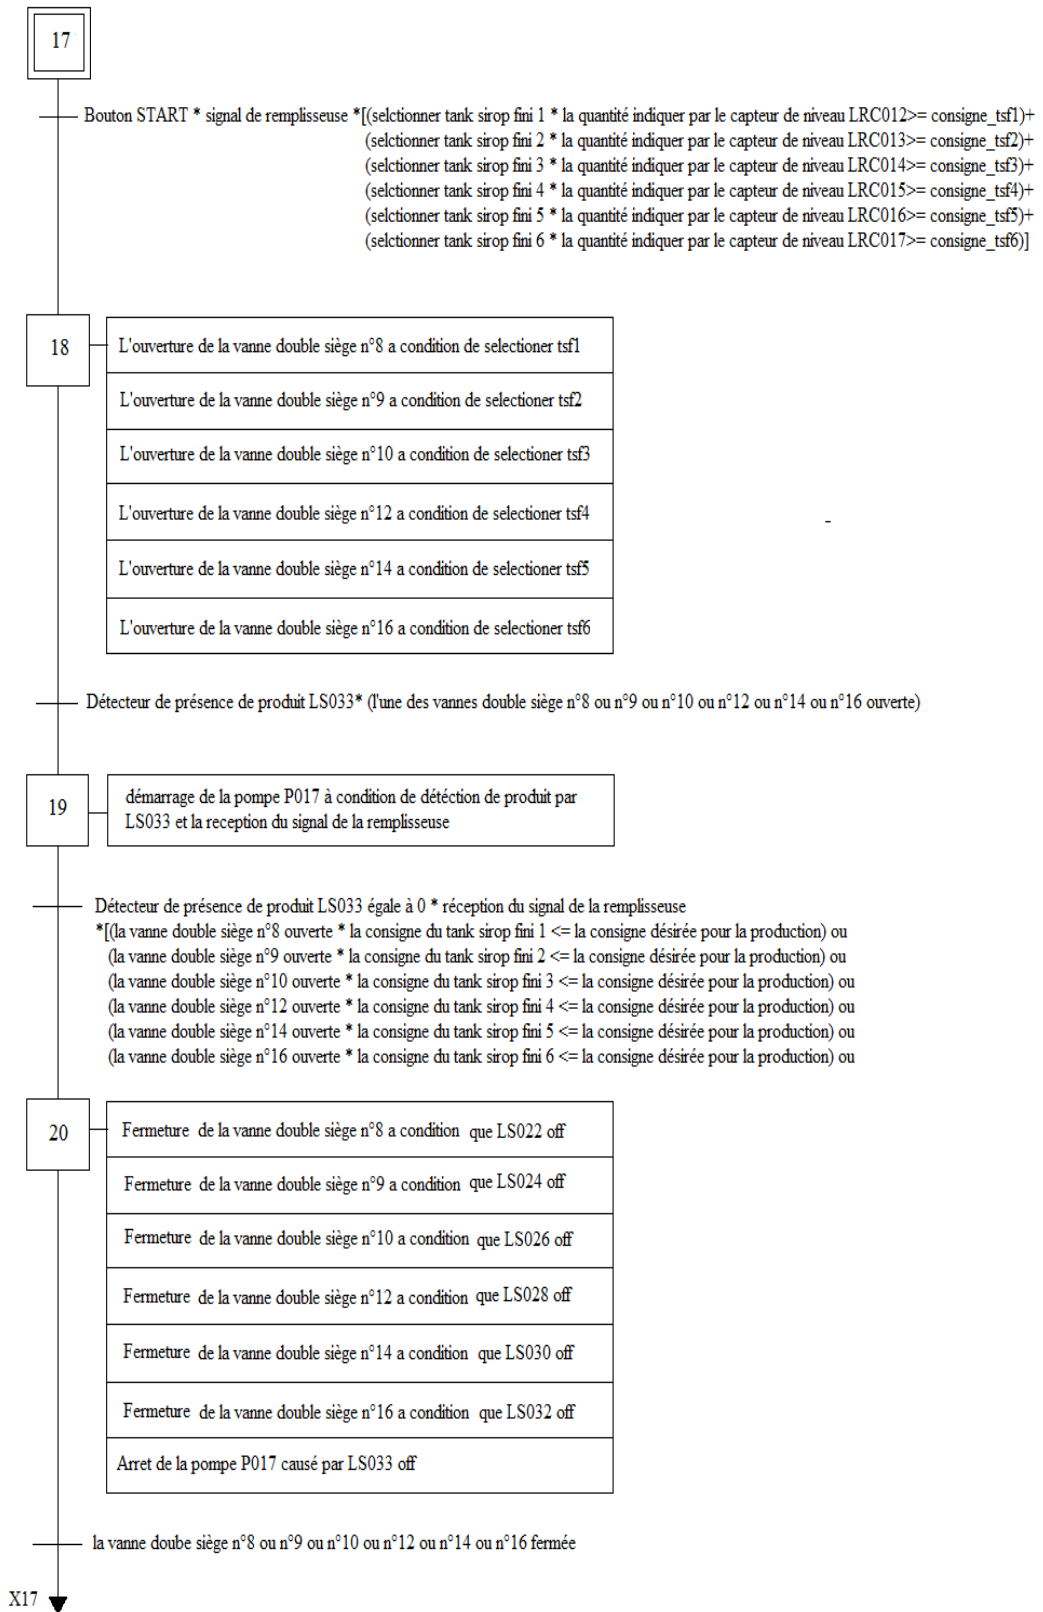 17
Bouton START * signal de remplisseuse *[(selctionner tank sirop fini 1 * la quantité indiquer par le capteur de niveau LRC012>= consigne_tsf1)+
(selctionner tank sirop fini 2 * la quantité indiquer par le capteur de niveau LRC013>= consigne_tsf2)+
(selctionner tank sirop fini 3 * la quantité indiquer par le capteur de niveau LRC014>= consigne_tsf3)+
(selctionner tank sirop fini 4 * la quantité indiquer par le capteur de niveau LRC015>= consigne_tsf4)+
(selctionner tank sirop fini 5 * la quantité indiquer par le capteur de niveau LRC016>= consigne_tsf5)+
(selctionner tank sirop fini 6 * la quantité indiquer par le capteur de niveau LRC017>= consigne_tsf6)]
18
L'ouverture de la vanne double siège n°8 a condition de selectioner tsf1
L'ouverture de la vanne double siège n°9 a condition de selectioner tsf2
L'ouverture de la vanne double siège n°10 a condition de selectioner tsf3
L'ouverture de la vanne double siège n°12 a condition de selectioner tsf4
L'ouverture de la vanne double siège n°14 a condition de selectioner tsf5
L'ouverture de la vanne double siège n°16 a condition de selectioner tsf6
Détecteur de présence de produit LS033* (l'une des vannes double siège n°8 ou n°9 ou n°10 ou n°12 ou n°14 ou n°16 ouverte)
19
démarrage de la pompe P017 à condition de détéction de produit par
LS033 et la reception du signal de la remplisseuse
Détecteur de présence de produit LS033 égale à 0 * réception du signal de la remplisseuse
*[(la vanne double siège n°8 ouverte * la consigne du tank sirop fini 1 <= la consigne désirée pour la production) ou
(la vanne double siège n°9 ouverte * la consigne du tank sirop fini 2 <= la consigne désirée pour la production) ou
(la vanne double siège n°10 ouverte * la consigne du tank sirop fini 3 <= la consigne désirée pour la production) ou
(la vanne double siège n°12 ouverte * la consigne du tank sirop fini 4 <= la consigne désirée pour la production) ou
(la vanne double siège n°14 ouverte * la consigne du tank sirop fini 5 <= la consigne désirée pour la production) ou
(la vanne double siège n°16 ouverte * la consigne du tank sirop fini 6 <= la consigne désirée pour la production) ou
20
Fermeture de la vanne double siège n°8 a condition que LS022 off
Fermeture de la vanne double siège n°9 a condition que LS024 off
Fermeture de la vanne double siège n°10 a condition que LS026 off
Fermeture de la vanne double siège n°12 a condition que LS028 off
Fermeture de la vanne double siège n°14 a condition que LS030 off
Fermeture de la vanne double siège n°16 a condition que LS032 off
Arret de la pompe P017 causé par LS033 off
la vanne doube siège n°8 ou n°9 ou n°10 ou n°12 ou n°14 ou n°16 fermée
X17